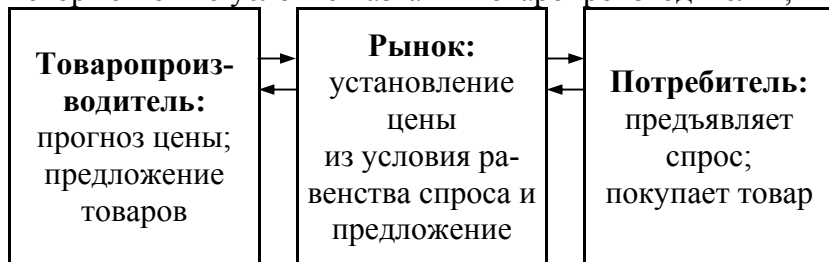 Товаропроиз-
водитель:
прогноз цены;
предложение
товаров
Рынок:
установление
цены
из условия ра-
венства спроса и
предложение
Потребитель:
предъявляет
спрос;
покупает товар